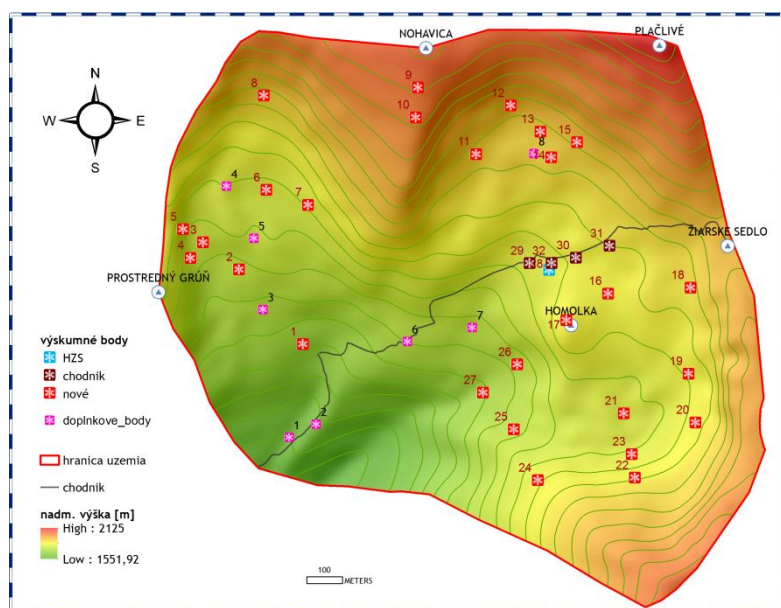 NOHAVICA
PLAČLIVÉ
N
W E
S
9
8
10
12
13
15
8
34
11
4
6
7
5
5
3
4
2
31
ŽIARSKE SEDLO
30
29
32
8
PROSTREDNÝ GRÚŇ
16
18
3
HOMOLKA
17
7
6
1
výskumné body
HZS
chodník
nové
doplnkove_body
hranica uzemia
chodník
nadm. výška [m]
High : 2125
Low : 1551,92
26
27
19
21
20
25
2
1
23
22
24
100
METERS